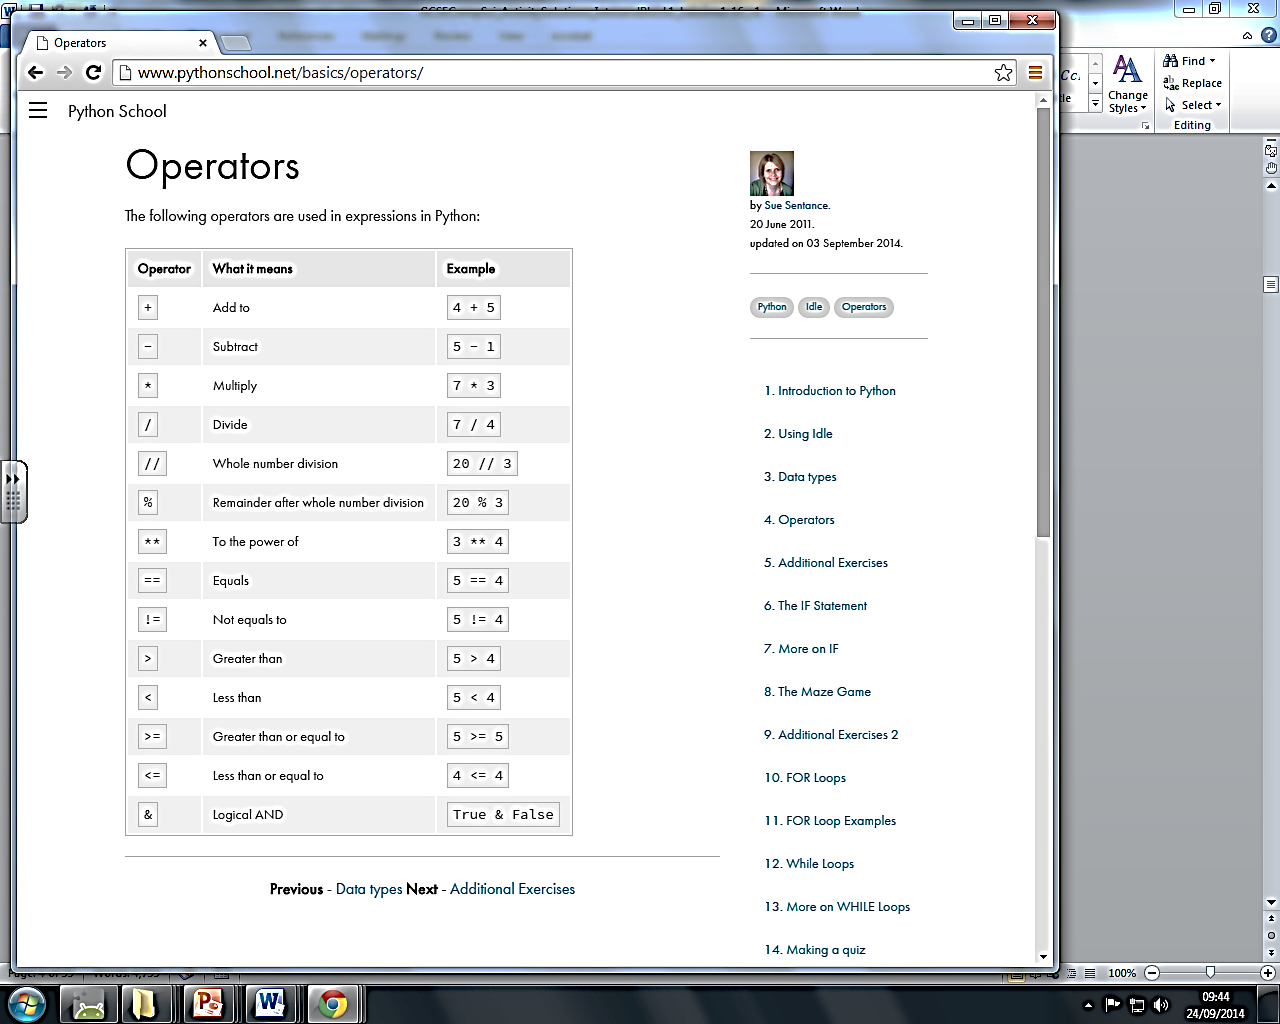 Operators
www.pythonschool.net/basics/operators/
Python School
Operators
The following operators are used in expressions in Python:
Operator What it means Example
+ Add to 4 + 5
- Subtract 5 - 1
* Multiply 7 * 3
/ Divide 7 / 4
// Whole number division 20 // 3
% Remainder after whole number division 20 % 3
** To the power of 3 ** 4
== Equals 5 == 4
!= Not equals to 5 != 4
> Greater than 5 > 4
< Less than 5 < 4
>= Greater than or equal to 5 >= 5
<= Less than or equal to 4 <= 4
& Logical AND True & False
Previous - Data types Next - Additional Exercises
by Sue Sentance.
20 June 2011.
updated on 03 September 2014.
Python Idle Operators
1. Introduction to Python
2. Using Idle
3. Data types
4. Operators
5. Additional Exercises
6. The IF Statement
7. More on IF
8. The Maze Game
9. Additional Exercises 2
10. FOR Loops
11. FOR Loop Examples
12. While Loops
13. More on WHILE Loops
14. Making a quiz
Change
Styles
Find
Replace
Select
Editing
100%
09:44
24/09/2014